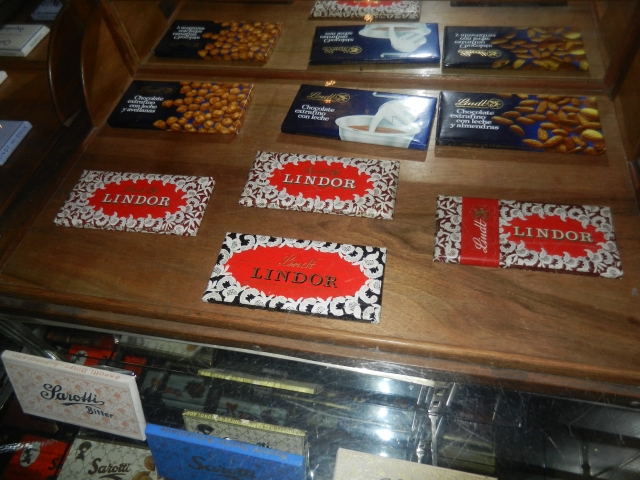 Chocolate
extrafino
con leche
y avellanas
Lindt
Chocolate
extrafino
con leche
Lindt
Chocolate
extrafino
con leche
y almendras
LINDOR
LINDOR
Lindt
LINDOR
Lindt
LINDOR
Sarotti
Bitter
Sarotti
Sarotti